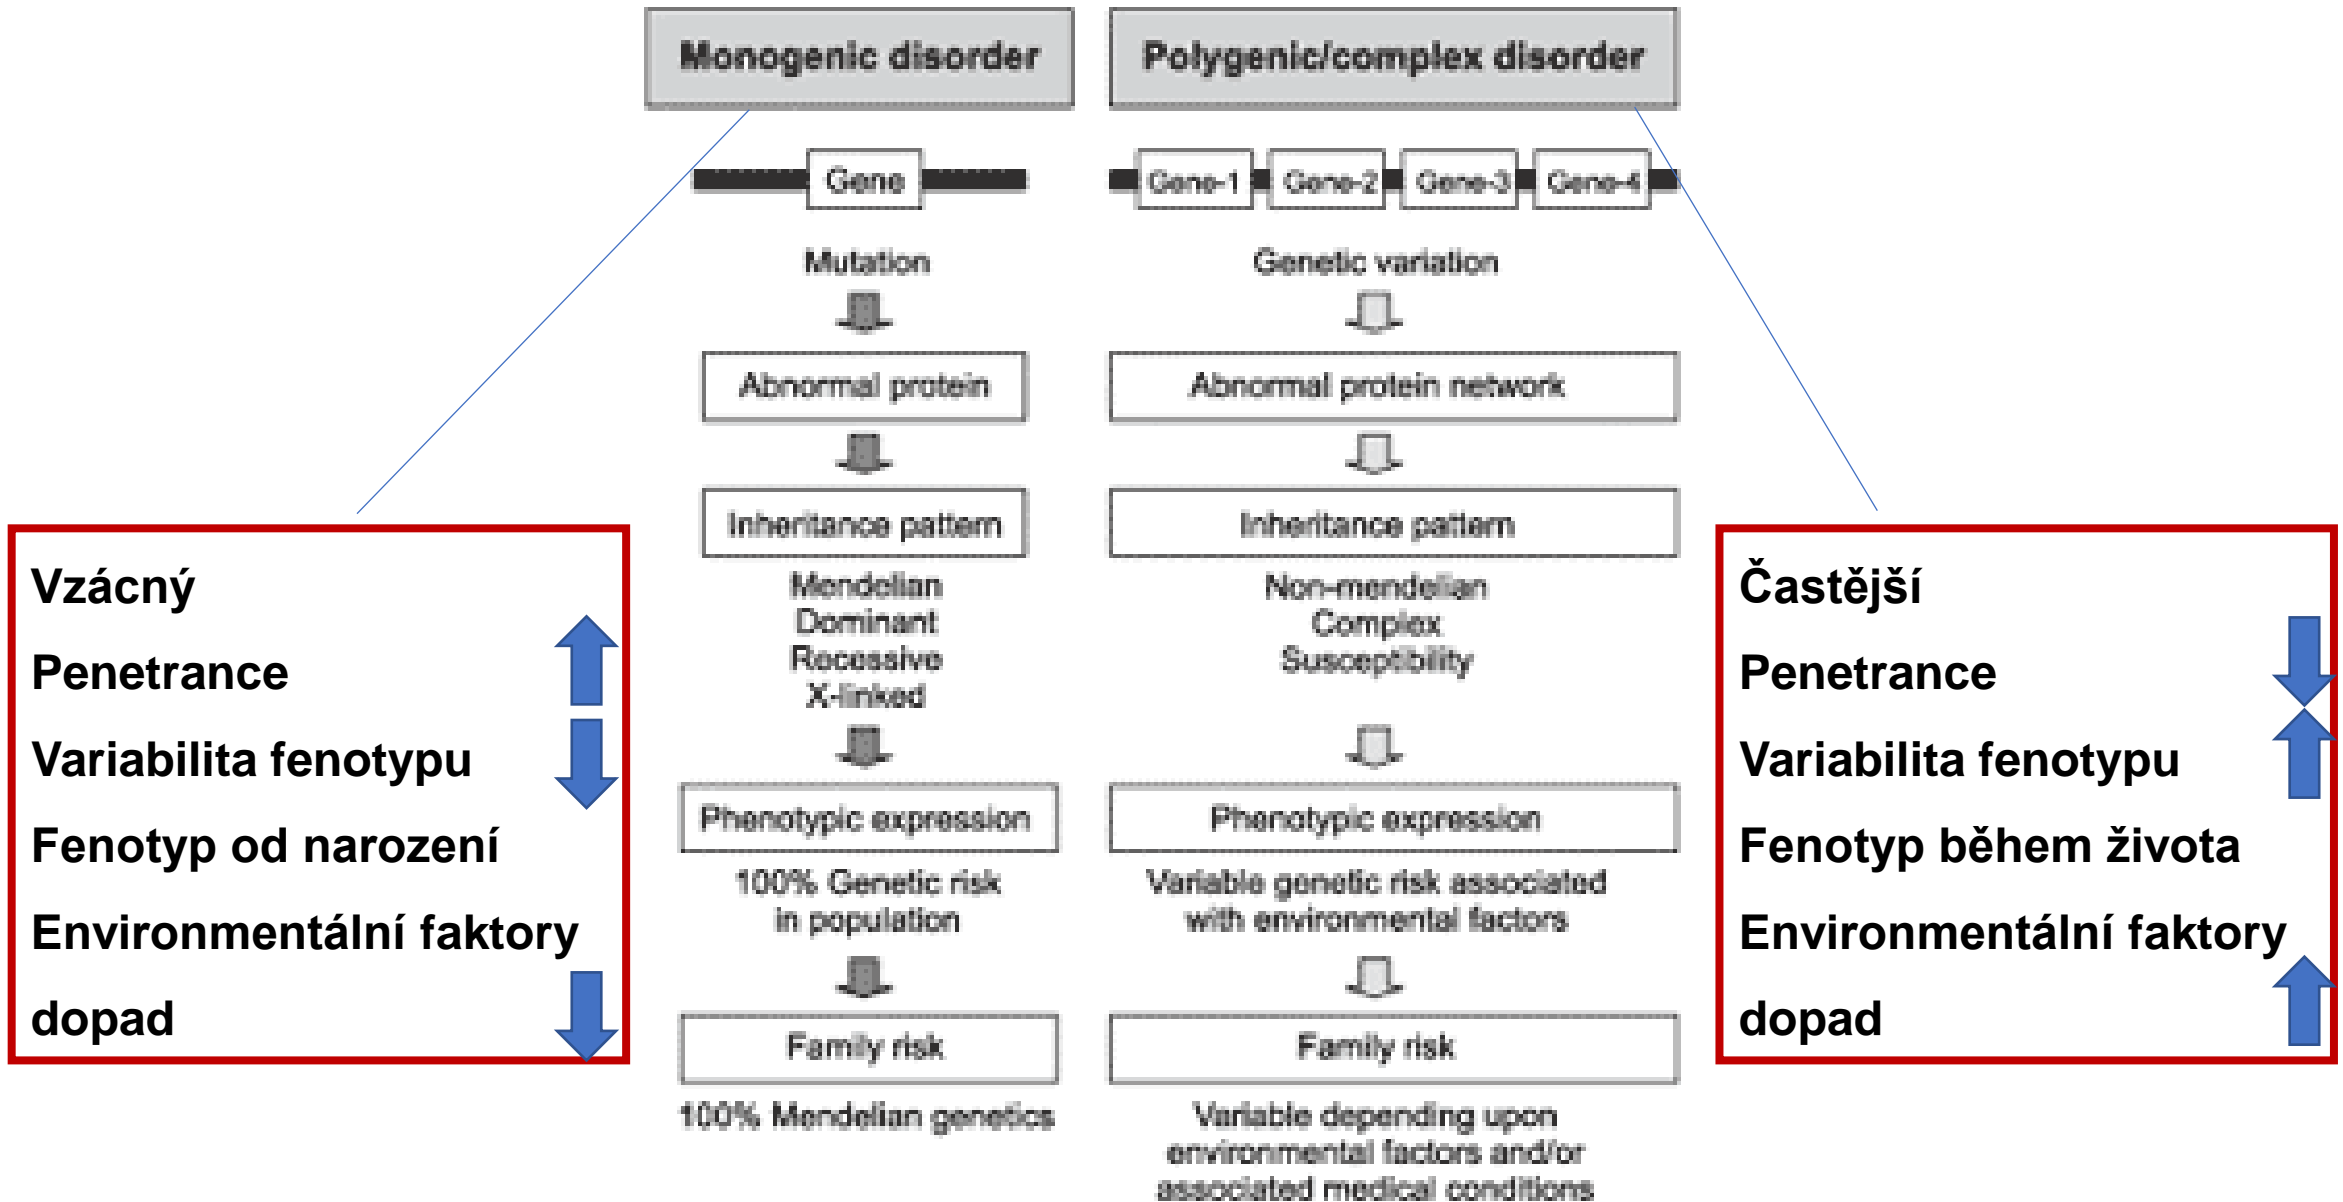 Monogenic disorder
Gene
Mutation
Abnormal protein
Inheritance pattern
Mendelian
Dominant
Recessive
X-linked
Phenotypic expression
100% Genetic risk
in population
Family risk
100% Mendelian genetics
Polygenic/complex disorder
Gene-1 Gene-2 Gene-3 Gene-4
Genetic variation
Abnormal protein network
Inheritance pattern
Non-mendelian
Complex
Susceptibility
Phenotypic expression
Variable genetic risk associated
with environmental factors
Family risk
Variable depending upon
environmental factors and/or
associated medical conditions
Vzácný
Penetrance
Variabilita fenotypu
Fenotyp od narození
Environmentální faktory
dopad
Častější
Penetrance
Variabilita fenotypu
Fenotyp během života
Environmentální faktory
dopad